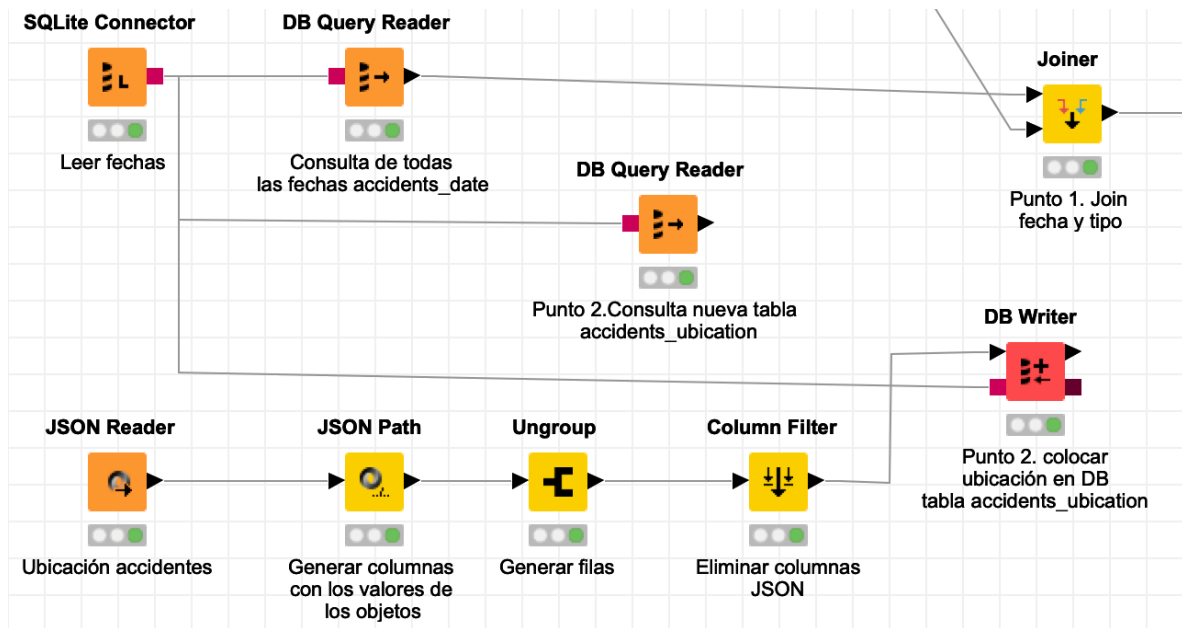 SQLite Connector
Leer fechas
DB Query Reader
Consulta de todas
las fechas accidents_date
Joiner
Punto 1. Join
fecha y tipo
DB Query Reader
Punto 2.Consulta nueva tabla
accidents_ubication
DB Writer
Punto 2. colocar
ubicación en DB
tabla accidents_ubication
JSON Reader
Ubicación accidentes
JSON Path
Generar columnas
con los valores de
los objetos
Ungroup
Generar filas
Column Filter
Eliminar columnas
JSON